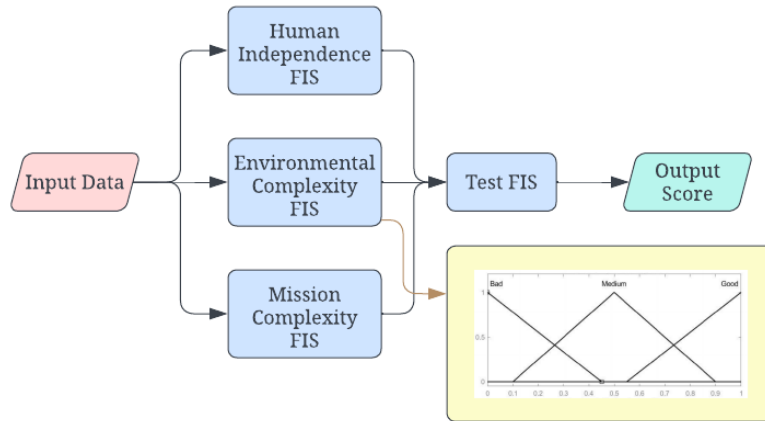 Human
Independence
FIS
Input Data
Environmental
Complexity
FIS
Test FIS
Output
Score
Mission
Complexity
FIS
Bad Medium Good
1
0.5
0
0 0.1 0.2 0.3 0.4 0.5 0.6 0.7 0.8 0.9 1